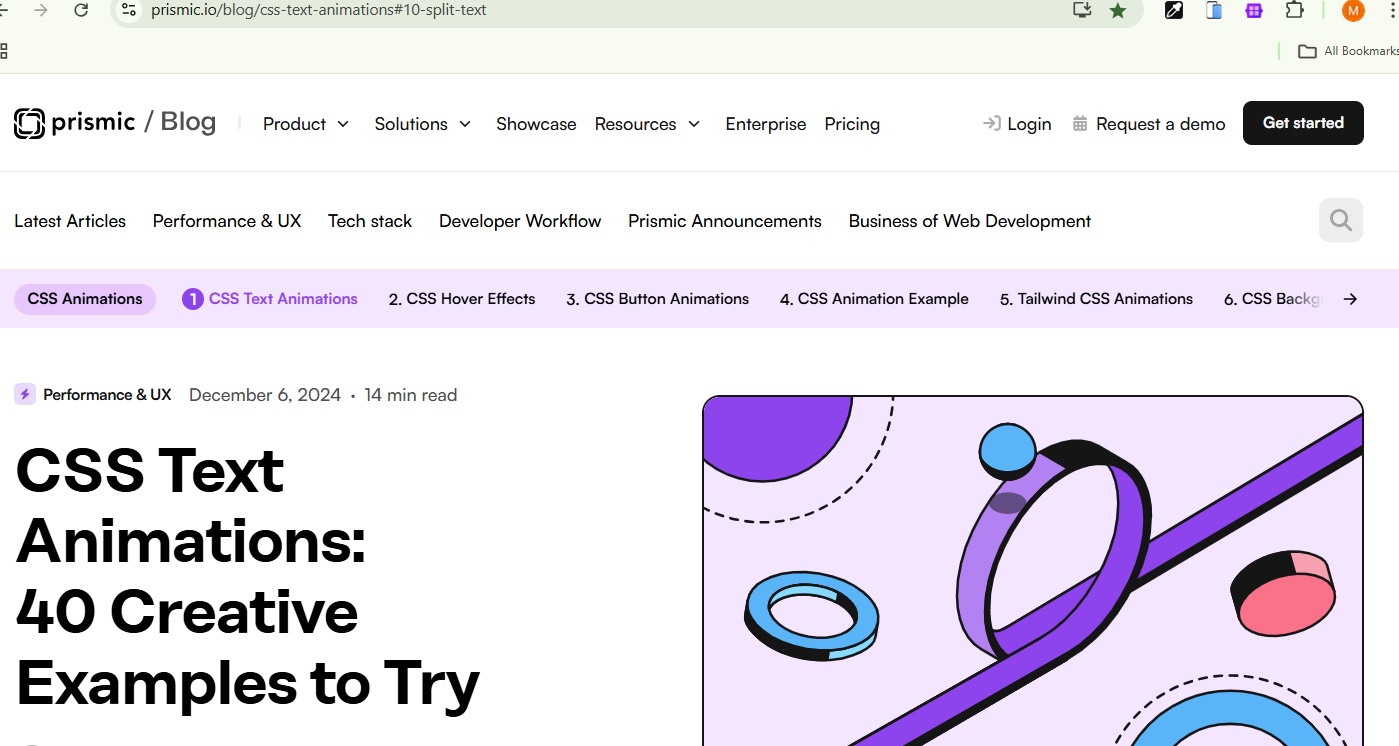 prismic.io/blog/css-text-animations#10-split-text
M
All Bookmarks
prismic / Blog
Product Solutions Showcase Resources Enterprise Pricing Login Request a demo Get started
Latest Articles Performance & UX Tech stack Developer Workflow Prismic Announcements Business of Web Development
CSS Animations 1 CSS Text Animations 2. CSS Hover Effects 3. CSS Button Animations 4. CSS Animation Example 5. Tailwind CSS Animations 6. CSS Backg
Performance & UX December 6, 2024 · 14 min read
CSS Text
Animations:
40 Creative
Examples to Try